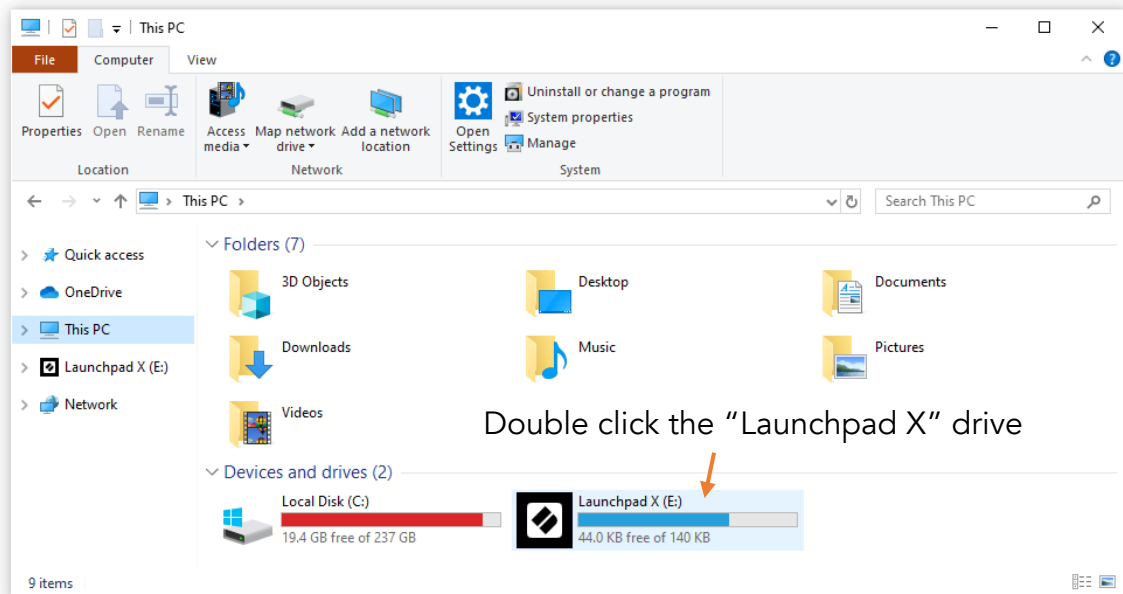 This PC
File Computer View
Properties Open Rename
Access media Map network drive Add a network location
Open Settings
Uninstall or change a program
System properties
Manage
Location Network System
This PC
Search This PC
Quick access
OneDrive
This PC
Launchpad X (E:)
Network
Folders (7)
3D Objects Desktop Documents
Downloads Music Pictures
Videos
Double click the “Launchpad X” drive
Devices and drives (2)
Local Disk (C:)
19.4 GB free of 237 GB
Launchpad X (E:)
44.0 KB free of 140 KB
9 items